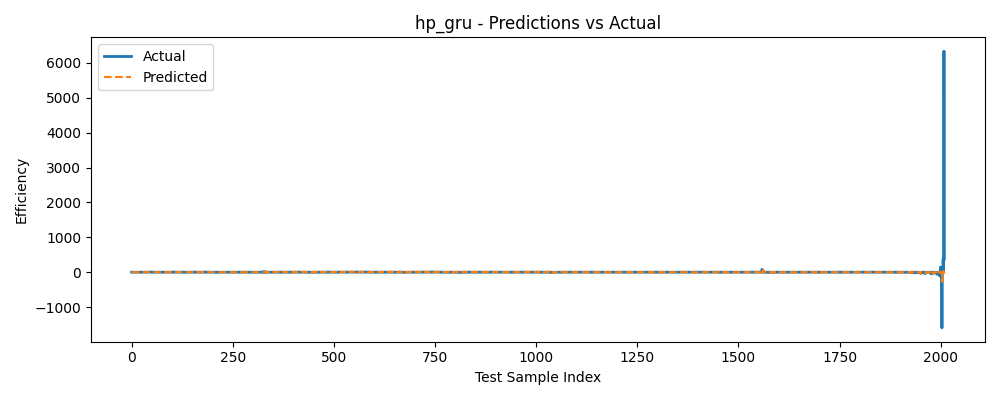 hp_gru - Predictions vs Actual
Actual
Predicted
Efficiency
6000
5000
4000
3000
2000
1000
0
−1000
0 250 500 750 1000 1250 1500 1750 2000
Test Sample Index